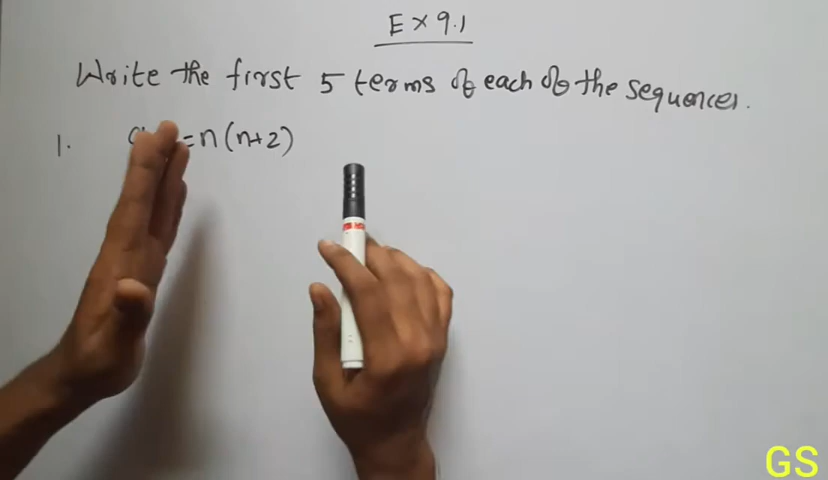 Ex 9.1
Write the first 5 terms of each of the sequences.
1. =n(n+2)
GS